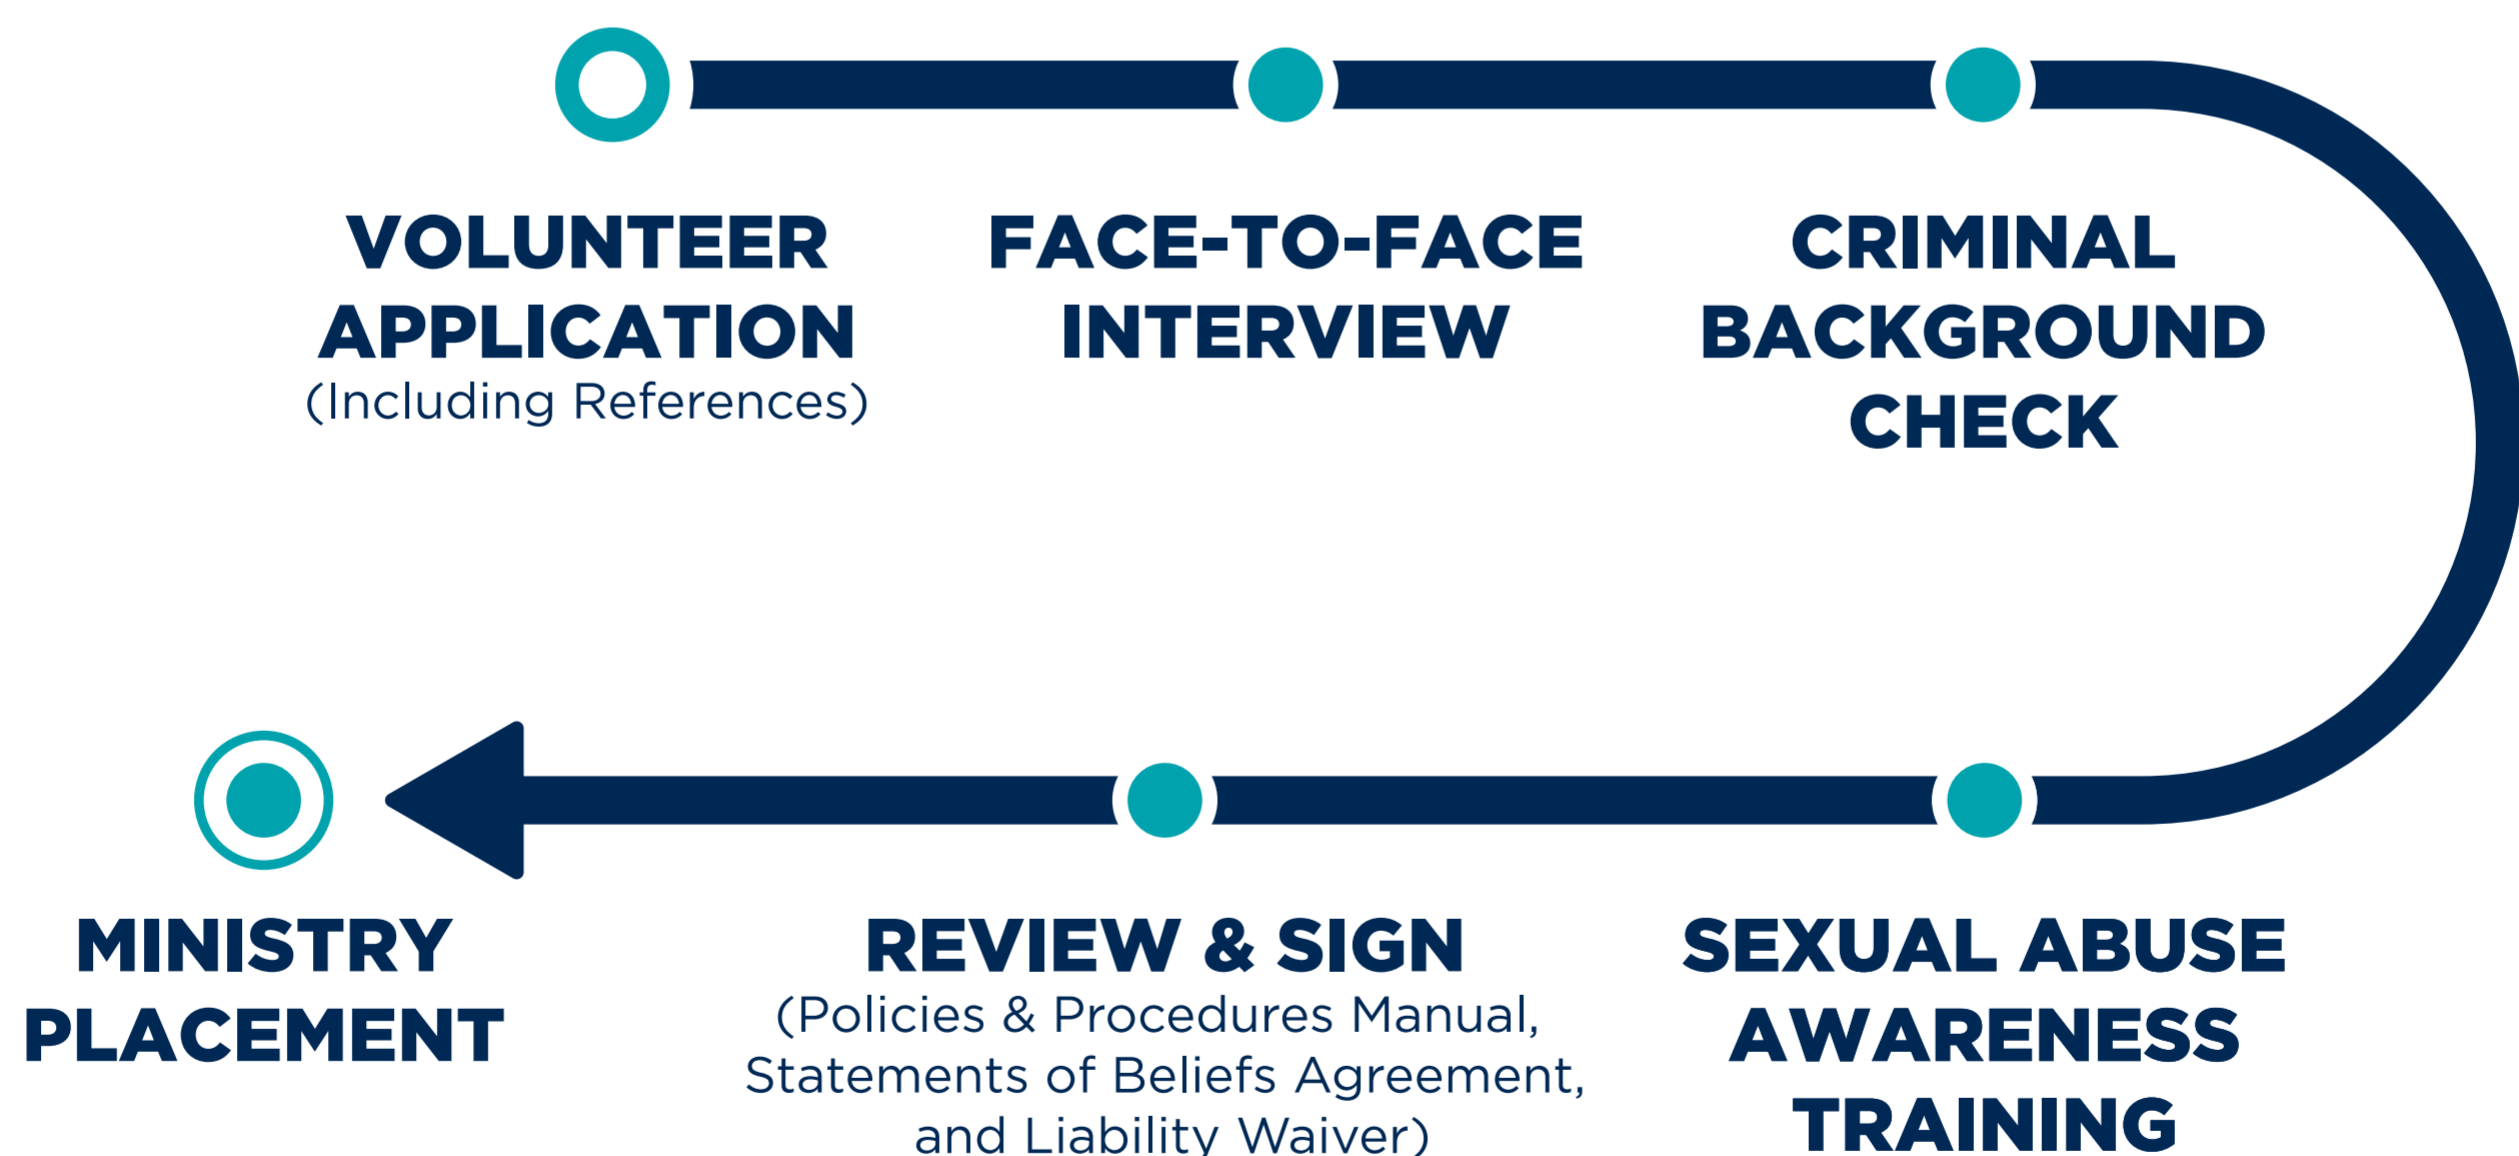 VOLUNTEER
APPLICATION
(Including References)
FACE-TO-FACE
INTERVIEW
CRIMINAL
BACKGROUND
CHECK
MINISTRY
PLACEMENT
REVIEW & SIGN
(Policies & Procedures Manual,
Statements of Beliefs Agreement,
and Liability Waiver)
SEXUAL ABUSE
AWARENESS
TRAINING